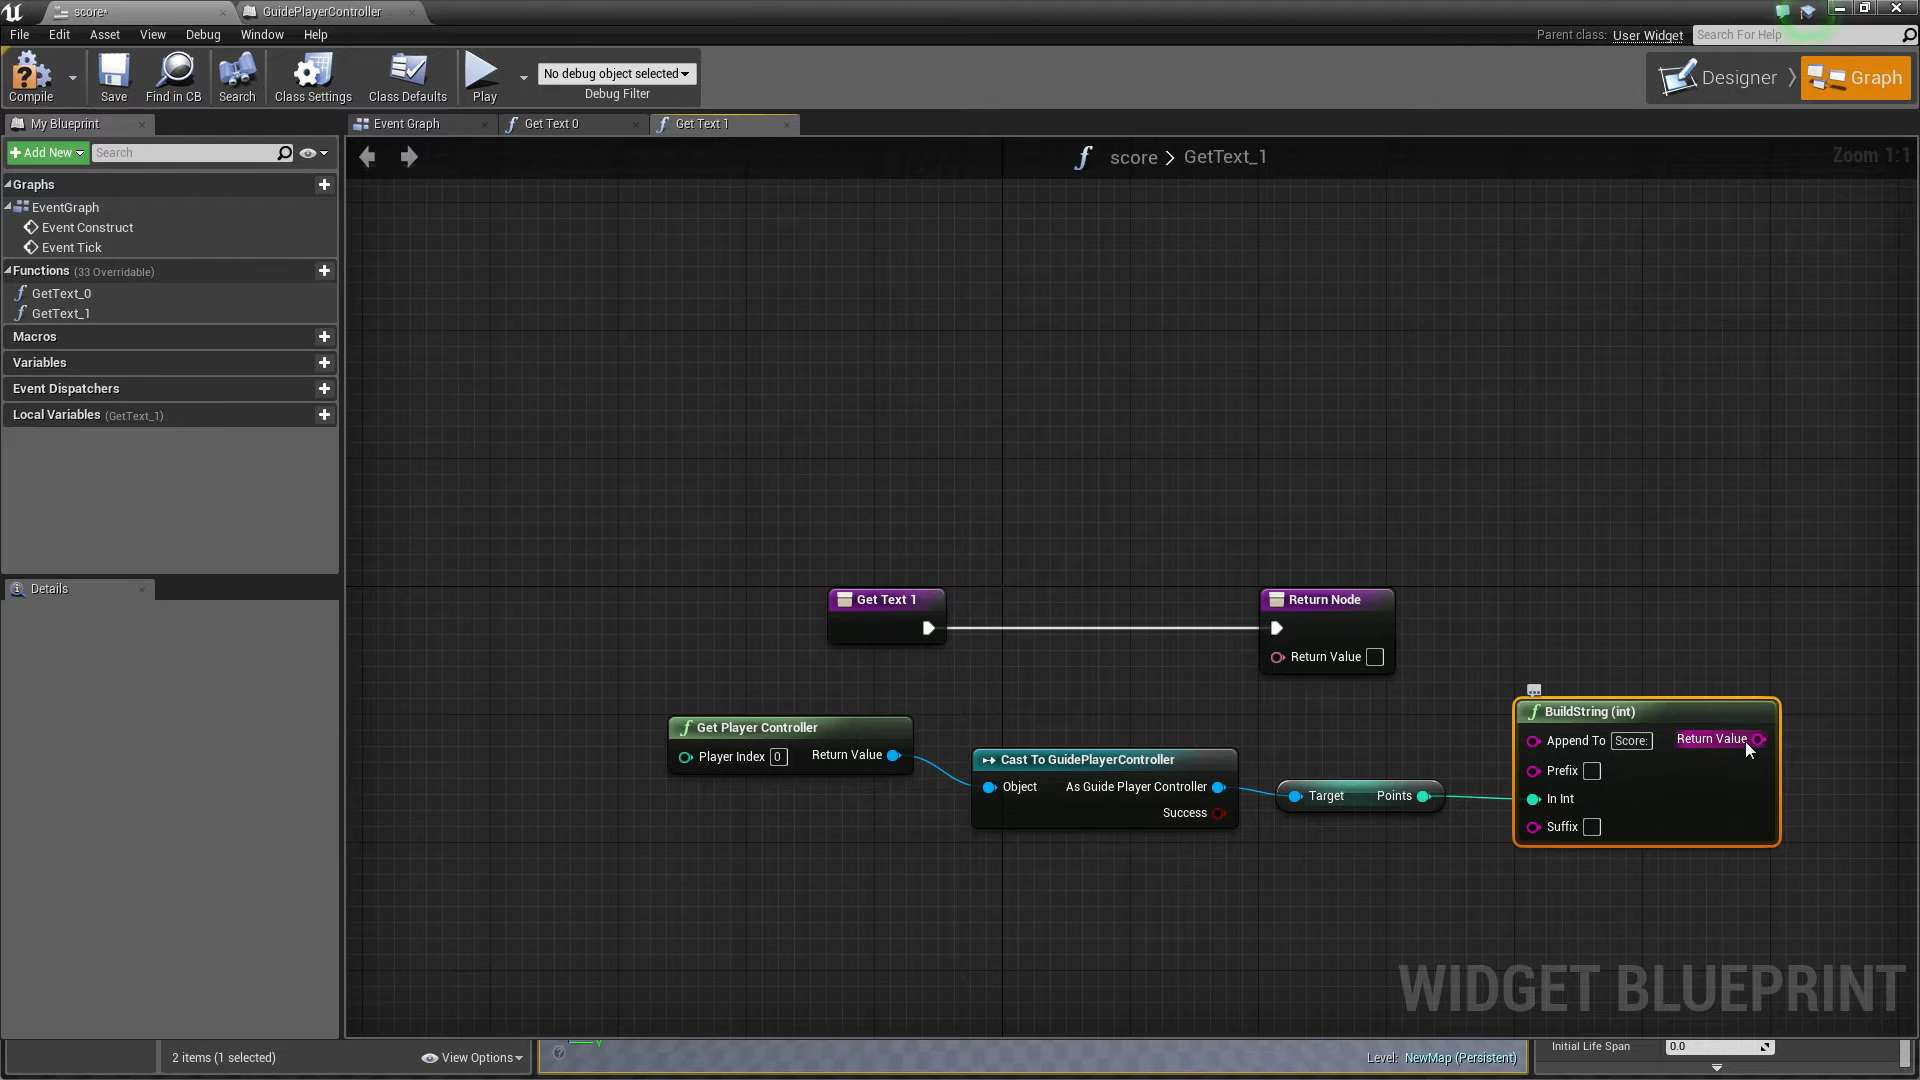 score*
GuidePlayerController
File Edit Asset View Debug Window Help
Parent class: User Widget Search For Help
Compile Save Find in CB Search Class Settings Class Defaults Play
No debug object selected
Debug Filter
Designer Graph
My Blueprint
Event Graph
Get Text 0
Get Text 1
Add New
Search
score > GetText_1
Zoom 1:1
Graphs
EventGraph
Event Construct
Event Tick
Functions (33 Overridable)
GetText_0
GetText_1
Macros
Variables
Event Dispatchers
Local Variables (GetText_1)
Details
Get Text 1
Return Node
Return Value
Get Player Controller
Player Index 0 Return Value
Cast To GuidePlayerController
Object As Guide Player Controller
Success
Target Points
BuildString (int)
Append To Score: Return Value
Prefix
In Int
Suffix
WIDGET BLUEPRINT
2 items (1 selected)
View Options
Y
Level: NewMap (Persistent)
Initial Life Span 0.0